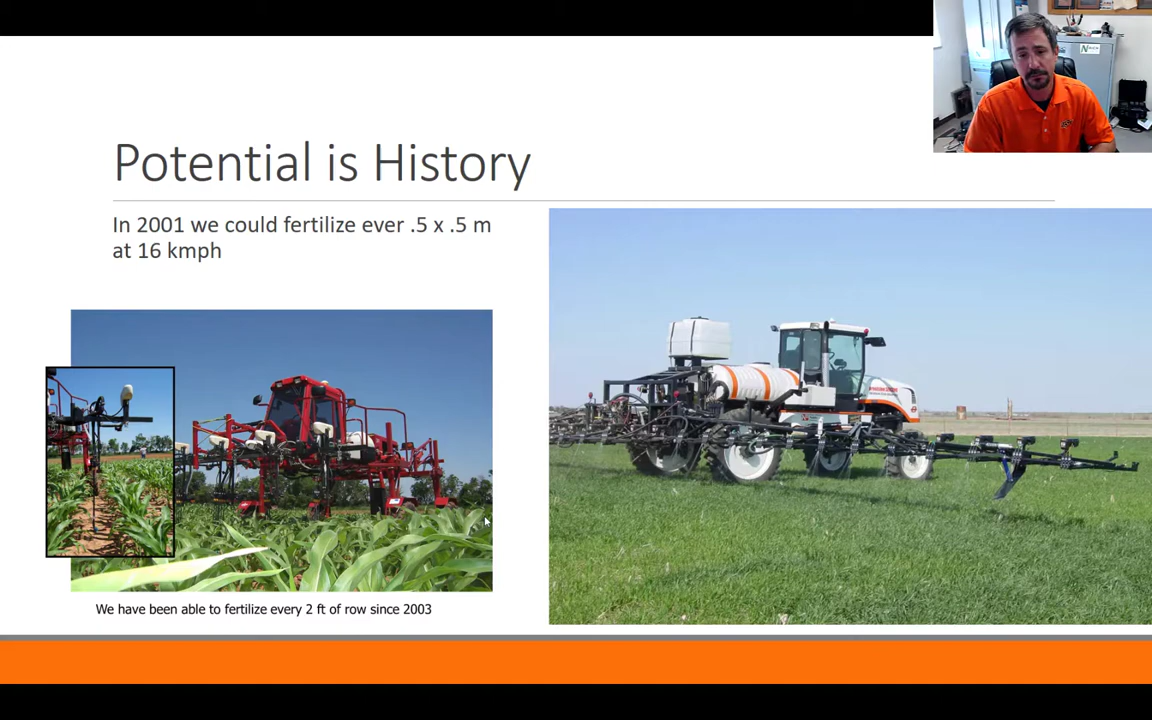 Potential is History
In 2001 we could fertilize ever .5 x .5 m
at 16 kmph
We have been able to fertilize every 2 ft of row since 2003